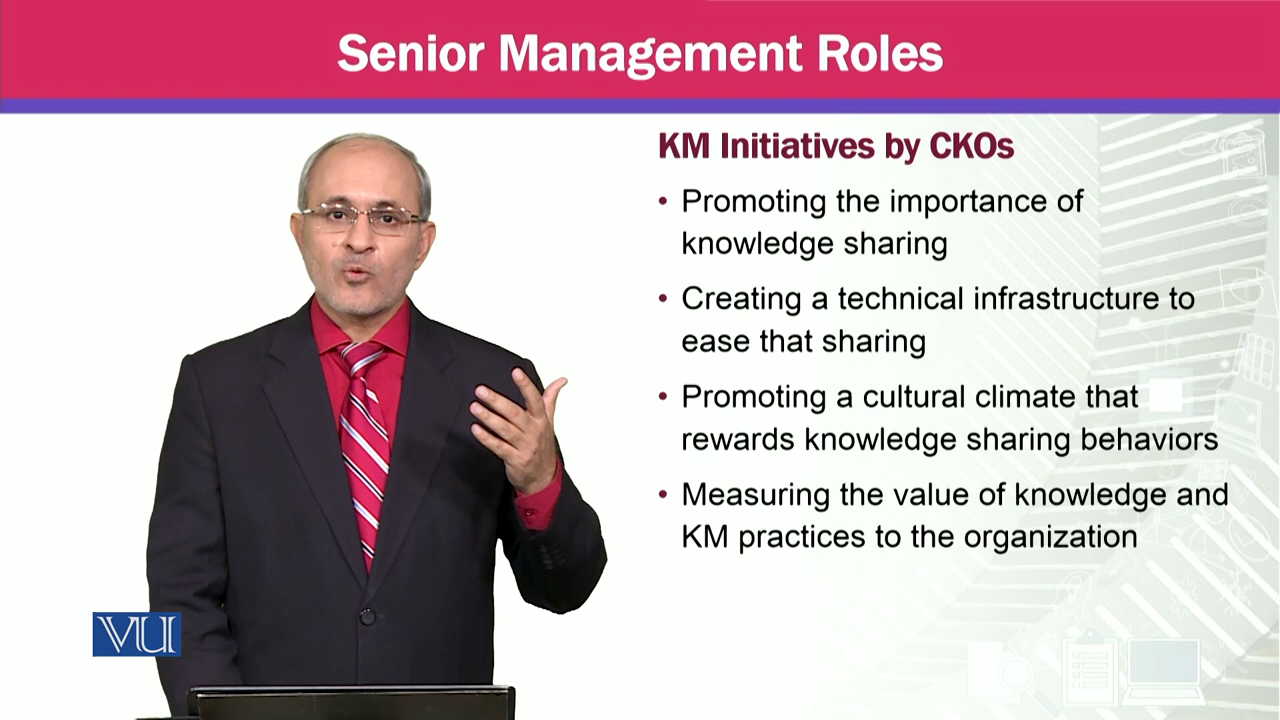 Senior Management Roles
KM Initiatives by CKOs
• Promoting the importance of
knowledge sharing
• Creating a technical infrastructure to
ease that sharing
• Promoting a cultural climate that
rewards knowledge sharing behaviors
• Measuring the value of knowledge and
KM practices to the organization
VU